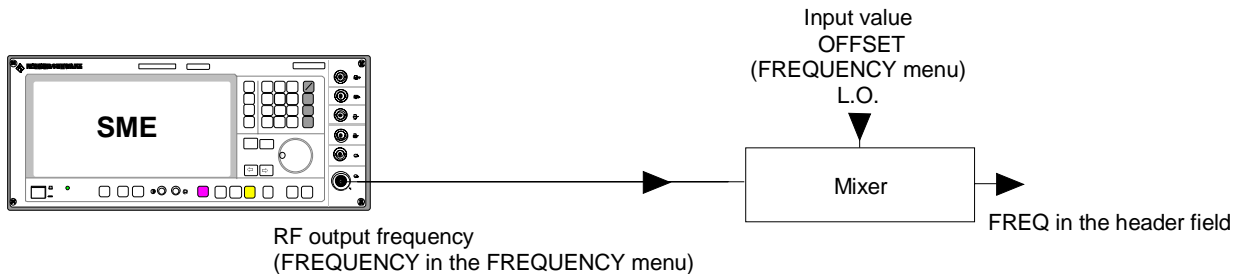 Input value
OFFSET
(FREQUENCY menu)
L.O.
SME
Mixer
FREQ in the header field
RF output frequency
(FREQUENCY in the FREQUENCY menu)